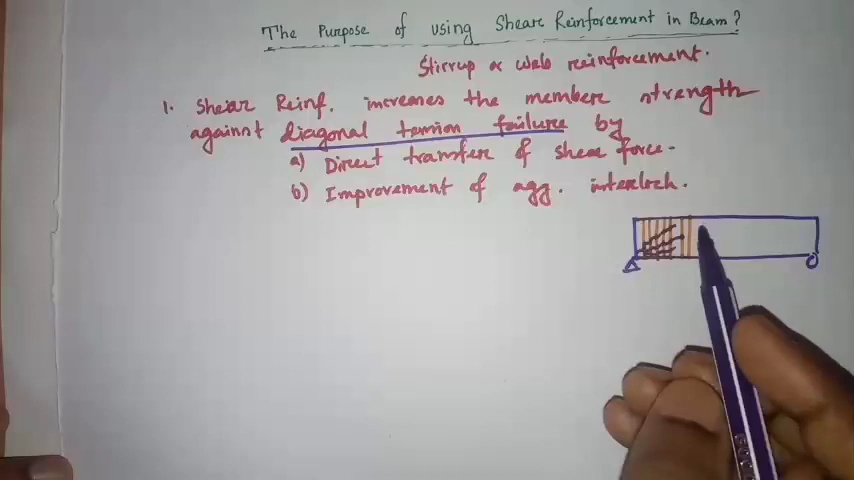 The Purpose of using Shear Reinforcement in Beam?
Stirrup or Web reinforcement.
1. Shear Reinf. increases the member strength
against diagonal tension failure by
a) Direct transfer of shear force.
b) Improvement of agg. interlock.